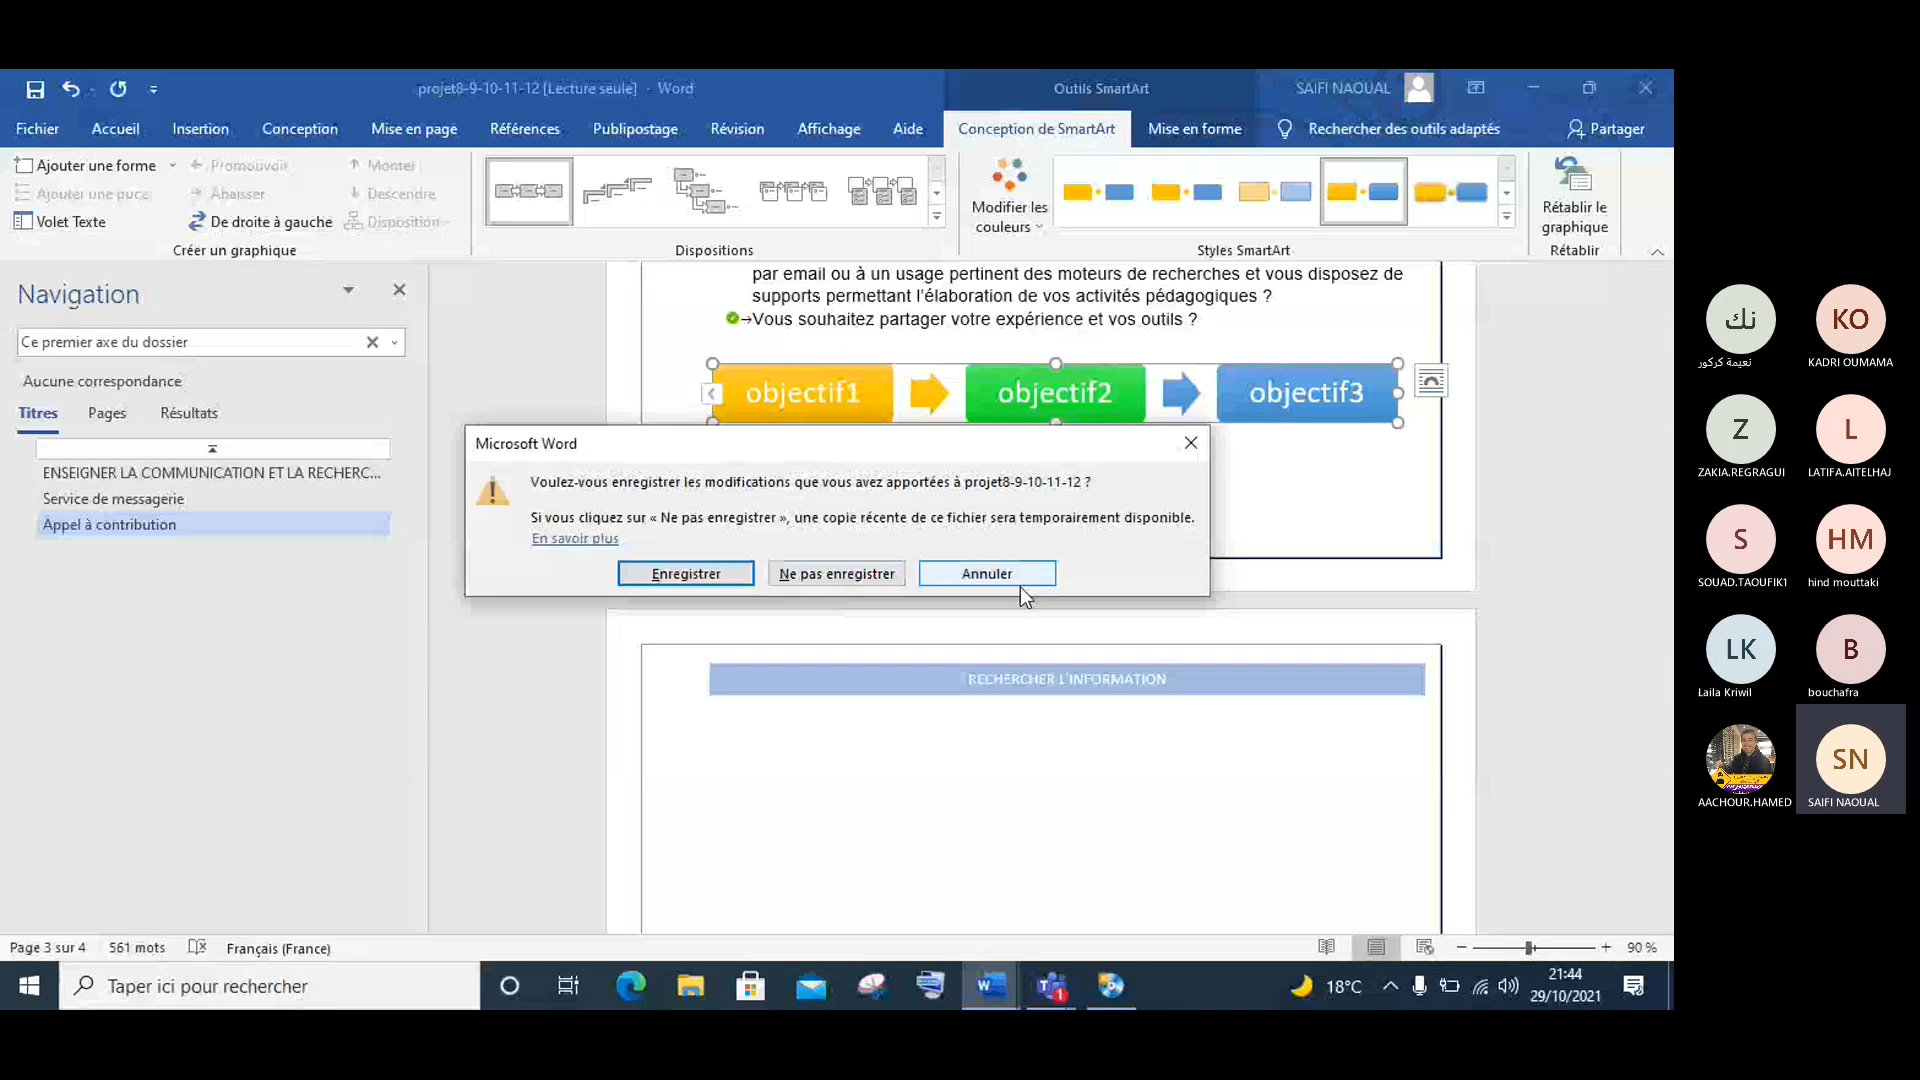 projet8-9-10-11-12 [Lecture seule] - Word
Outils SmartArt
SAIFI NAOUAL
Fichier Accueil Insertion Conception Mise en page Références Publipostage Révision Affichage Aide Conception de SmartArt Mise en forme Rechercher des outils adaptés Partager
Ajouter une forme
Promouvoir
Monter
Ajouter une puce
Abaisser
Descendre
Volet Texte
De droite à gauche
Disposition
Créer un graphique
Dispositions
Modifier les
couleurs
Styles SmartArt
Rétablir le
graphique
Rétablir
Navigation
Ce premier axe du dossier
Aucune correspondance
Titres Pages Résultats
ENSEIGNER LA COMMUNICATION ET LA RECHERC...
Service de messagerie
Appel à contribution
par email ou à un usage pertinent des moteurs de recherches et vous disposez de
supports permettant l'élaboration de vos activités pédagogiques ?
→Vous souhaitez partager votre expérience et vos outils ?
objectif1 objectif2 objectif3
Microsoft Word
Voulez-vous enregistrer les modifications que vous avez apportées à projet8-9-10-11-12 ?
Si vous cliquez sur « Ne pas enregistrer », une copie récente de ce fichier sera temporairement disponible.
En savoir plus
Enregistrer Ne pas enregistrer Annuler
RECHERCHER L'INFORMATION
Page 3 sur 4 561 mots Français (France)
90 %
Taper ici pour rechercher
18°C
21:44
29/10/2021
نك
نعيمة كركور
KO
KADRI OUMAMA
Z
ZAKIA.REGRAGUI
L
LATIFA.AITELHAJ
S
SOUAD.TAOUFIK1
HM
hind mouttaki
LK
Laila Kriwil
B
bouchafra
AACHOUR.HAMED
SN
SAIFI NAOUAL